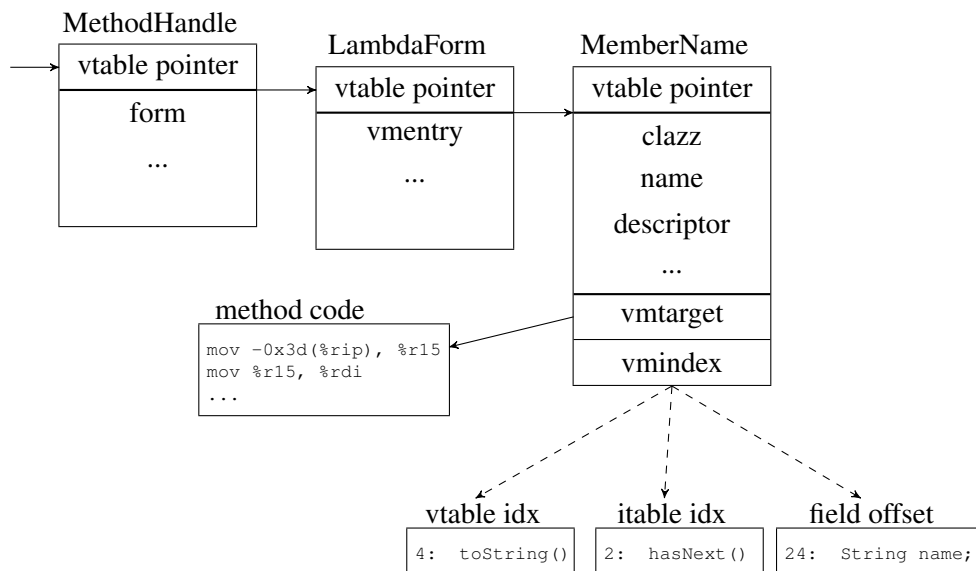 MethodHandle
vtable pointer
form
...
LambdaForm
vtable pointer
vmentry
...
MemberName
vtable pointer
clazz
name
descriptor
...
vmtarget
vmindex
method code
mov -0x3d(%rip), %r15
mov %r15, %rdi
...
vtable idx
4: toString()
itable idx
2: hasNext()
field offset
24: String name;